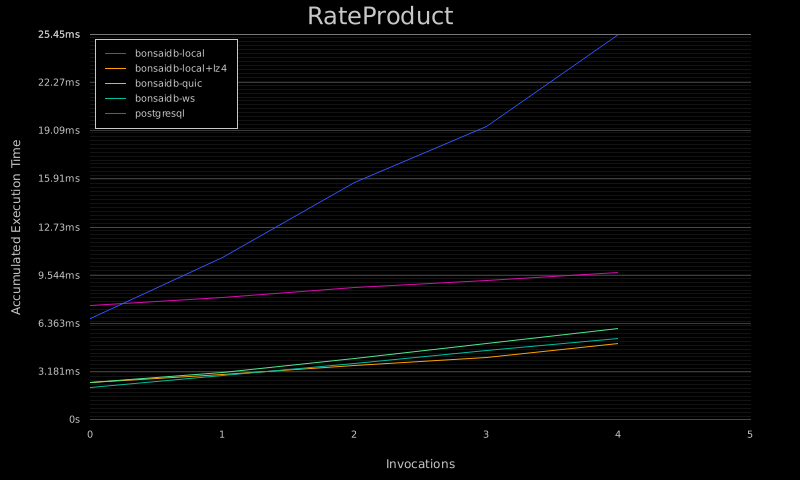 RateProduct
25.45ms
22.27ms
19.09ms
15.91ms
12.73ms
9.544ms
6.363ms
3.181ms
0s
Accumulated Execution Time
bonsaidb-local
bonsaidb-local+lz4
bonsaidb-quic
bonsaidb-ws
postgresql
0 1 2 3 4 5
Invocations